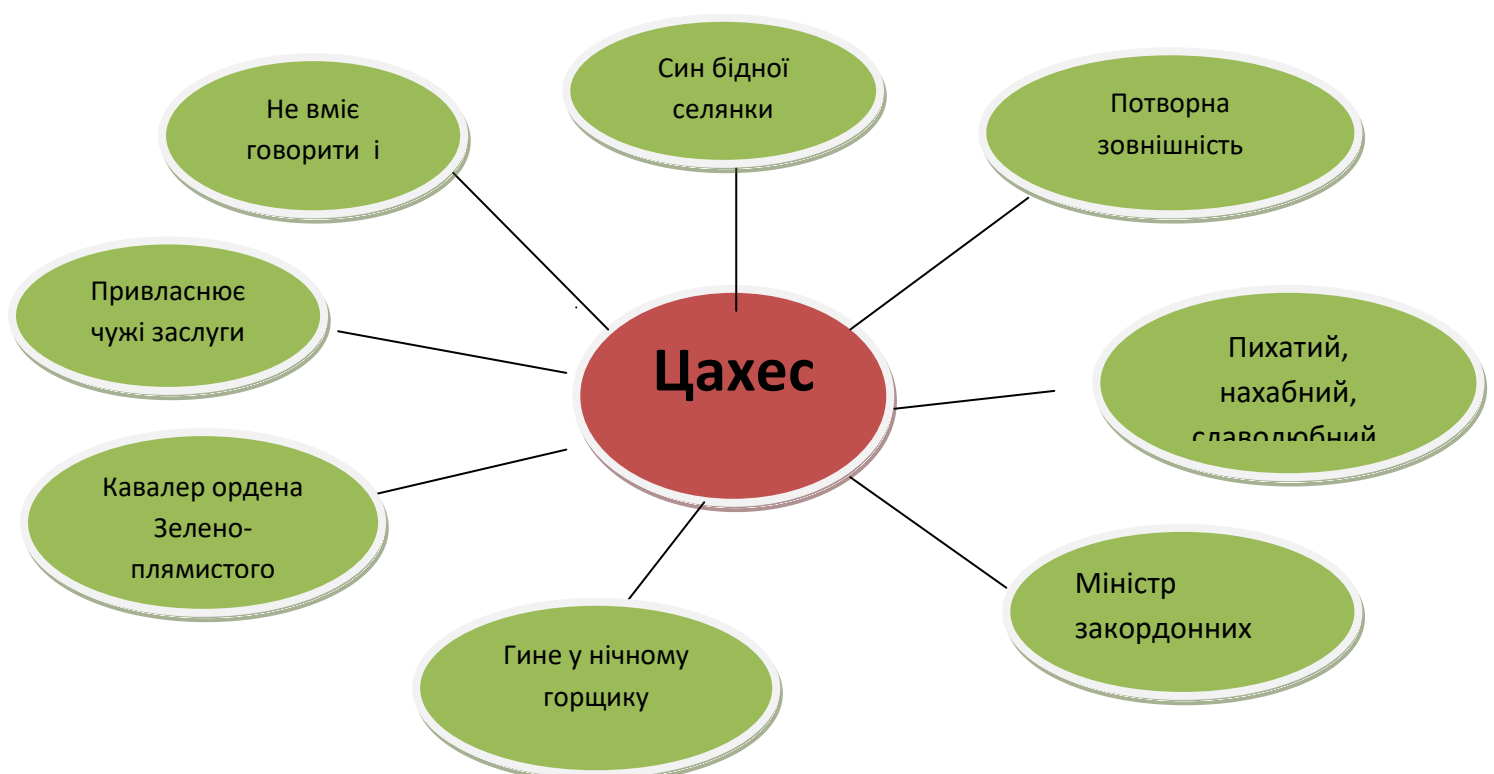 Син бідної
селянки
Не вміє
говорити і
Потворна
зовнішність
Привласнює
чужі заслуги
Цахес
Пихатий,
нахабний,
славолюбний
Кавалер ордена
Зелено-
плямистого
Міністр
закордонних
Гине у нічному
горщику